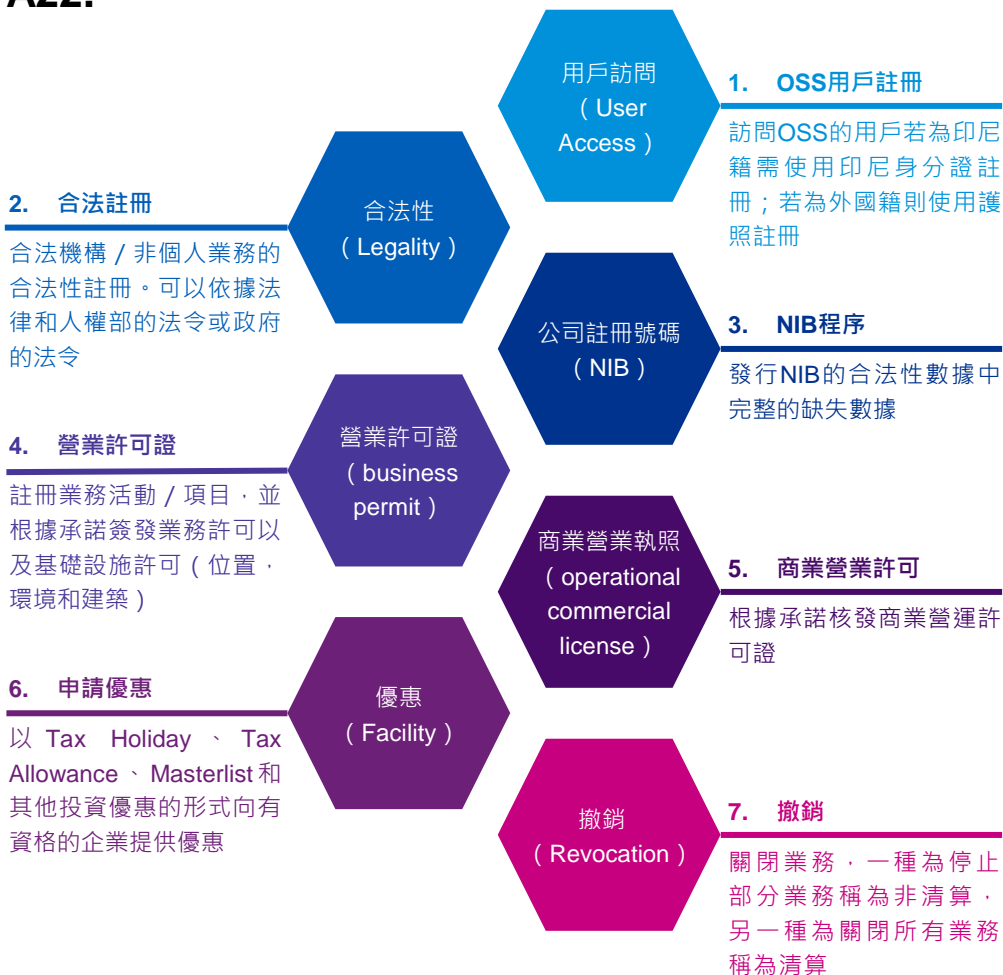 A22.
用戶訪問
（User
Access）
1. OSS用戶註冊
訪問OSS的用戶若為印尼
籍需使用印尼身分證註
冊；若為外國籍則使用護
照註冊
2. 合法註冊
合法機構／非個人業務的
合法性註冊。可以依據法
律和人權部的法令或政府
的法令
合法性
（Legality）
公司註冊號碼
（NIB）
3. NIB程序
發行NIB的合法性數據中
完整的缺失數據
4. 營業許可證
註冊業務活動／項目，並
根據承諾簽發業務許可以
及基礎設施許可（位置，
環境和建築）
營業許可證
（business
permit）
商業營業執照
（operational
commercial
license）
5. 商業營業許可
根據承諾核發商業營運許
可證
6. 申請優惠
以 Tax Holiday 、 Tax
Allowance、Masterlist和
其他投資優惠的形式向有
資格的企業提供優惠
優惠
（Facility）
撤銷
（Revocation）
7. 撤銷
關閉業務，一種為停止
部分業務稱為非清算，
另一種為關閉所有業務
稱為清算